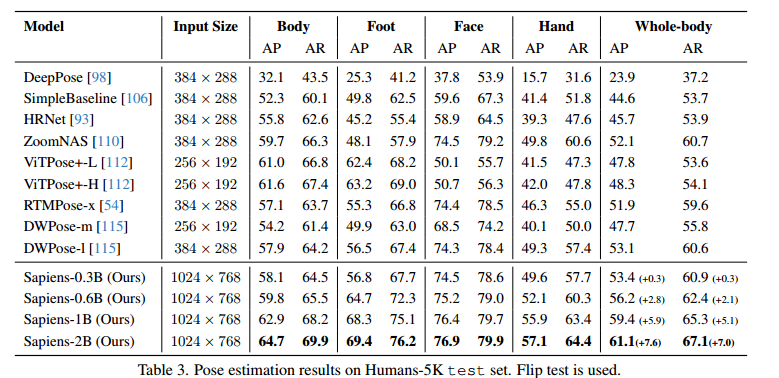 Model Input Size Body Foot Face Hand Whole-body
AP AR AP AR AP AR AP AR AP AR
DeepPose [98] 384 × 288 32.1 43.5 25.3 41.2 37.8 53.9 15.7 31.6 23.9 37.2
SimpleBaseline [106] 384 × 288 52.3 60.1 49.8 62.5 59.6 67.3 41.4 51.8 44.6 53.7
HRNet [93] 384 × 288 55.8 62.6 45.2 55.4 58.9 64.5 39.3 47.6 45.7 53.9
ZoomNAS [110] 384 × 288 59.7 66.3 48.1 57.9 74.5 79.2 49.8 60.6 52.1 60.7
ViTPose+-L [112] 256 × 192 61.0 66.8 62.4 68.2 50.1 55.7 41.5 47.3 47.8 53.6
ViTPose+-H [112] 256 × 192 61.6 67.4 63.2 69.0 50.7 56.3 42.0 47.8 48.3 54.1
RTMPose-x [54] 384 × 288 57.1 63.7 55.3 66.8 74.4 78.5 46.3 55.0 51.9 59.6
DWPose-m [115] 256 × 192 54.2 61.4 49.9 63.0 68.5 74.2 40.1 50.0 47.7 55.8
DWPose-l [115] 384 × 288 57.9 64.2 56.5 67.4 74.3 78.4 49.3 57.4 53.1 60.6
Sapiens-0.3B (Ours) 1024 × 768 58.1 64.5 56.8 67.7 74.5 78.6 49.6 57.7 53.4 (+0.3) 60.9 (+0.3)
Sapiens-0.6B (Ours) 1024 × 768 59.8 65.5 64.7 72.3 75.2 79.0 52.1 60.3 56.2 (+2.8) 62.4 (+2.1)
Sapiens-1B (Ours) 1024 × 768 62.9 68.2 68.3 75.1 76.4 79.7 55.9 63.4 59.4 (+5.9) 65.3 (+5.1)
Sapiens-2B (Ours) 1024 × 768 64.7 69.9 69.4 76.2 76.9 79.9 57.1 64.4 61.1(+7.6) 67.1(+7.0)
Table 3. Pose estimation results on Humans-5K test set. Flip test is used.